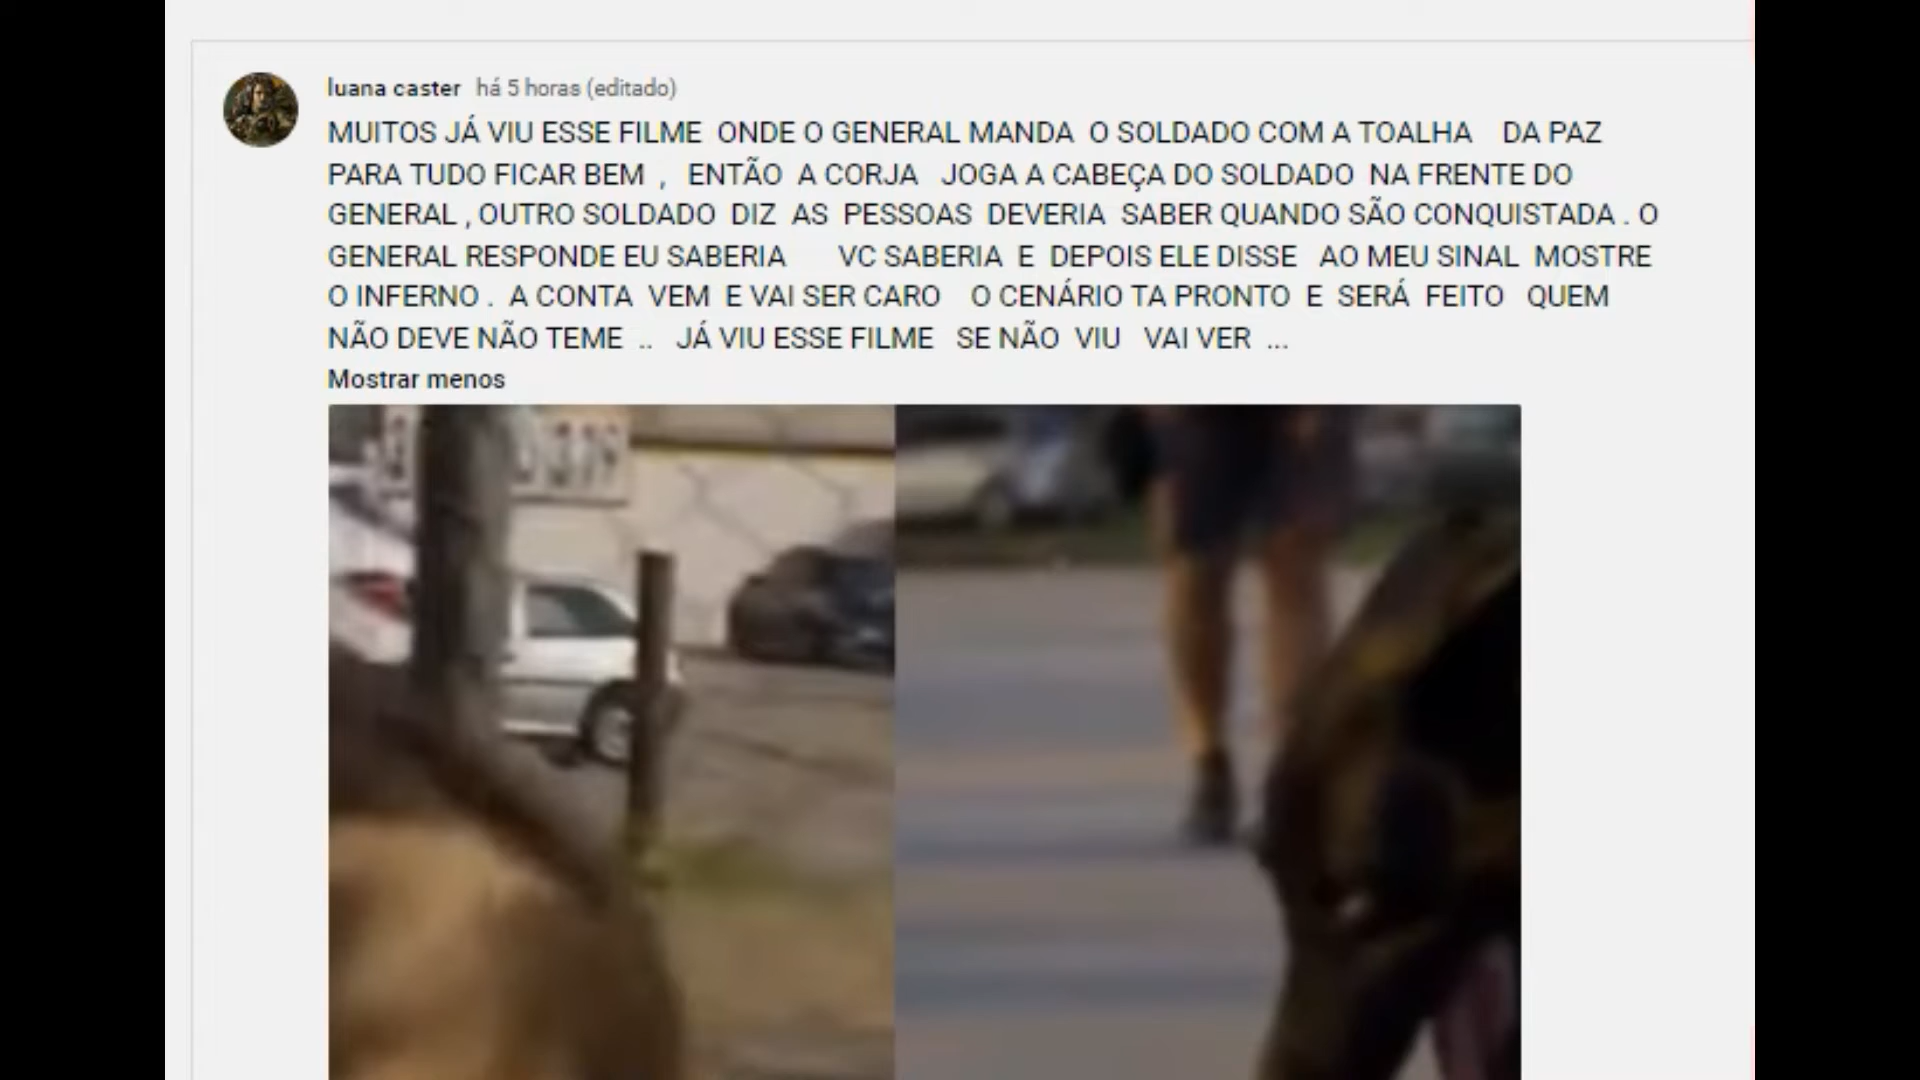 luana caster há 5 horas (editado)
MUITOS JÁ VIU ESSE FILME ONDE O GENERAL MANDA O SOLDADO COM A TOALHA DA PAZ
PARA TUDO FICAR BEM , ENTÃO A CORJA JOGA A CABEÇA DO SOLDADO NA FRENTE DO
GENERAL , OUTRO SOLDADO DIZ AS PESSOAS DEVERIA SABER QUANDO SÃO CONQUISTADA . O
GENERAL RESPONDE EU SABERIA VC SABERIA E DEPOIS ELE DISSE AO MEU SINAL MOSTRE
O INFERNO . A CONTA VEM E VAI SER CARO O CENÁRIO TA PRONTO E SERÁ FEITO QUEM
NÃO DEVE NÃO TEME .. JÁ VIU ESSE FILME SE NÃO VIU VAI VER ...
Mostrar menos